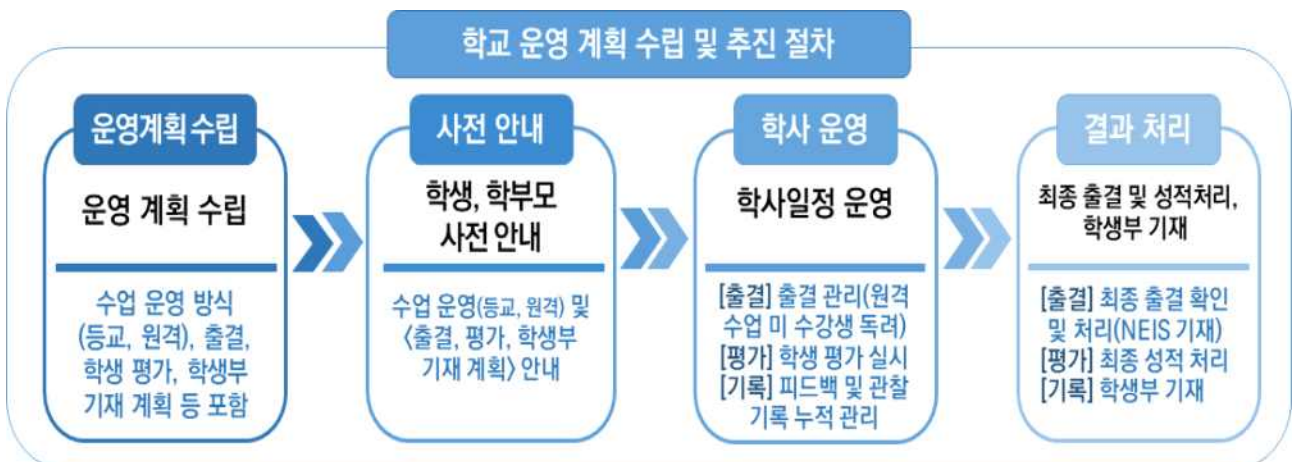 학교 운영 계획 수립 및 추진 절차
운영계획 수립
운영 계획 수립
수업 운영 방식
(등교, 원격), 출결,
학생 평가, 학생부
기재 계획 등 포함
사전 안내
학생, 학부모
사전 안내
수업 운영(등교, 원격) 및
〈출결, 평가, 학생부
기재 계획〉 안내
학사 운영
학사일정 운영
[출결] 출결 관리(원격
수업 미 수강생 독려)
[평가] 학생 평가 실시
[기록] 피드백 및 관찰
기록 누적 관리
결과 처리
최종 출결 및 성적처리,
학생부 기재
[출결] 최종 출결 확인
및 처리(NEIS 기재)
[평가] 최종 성적 처리
[기록] 학생부 기재